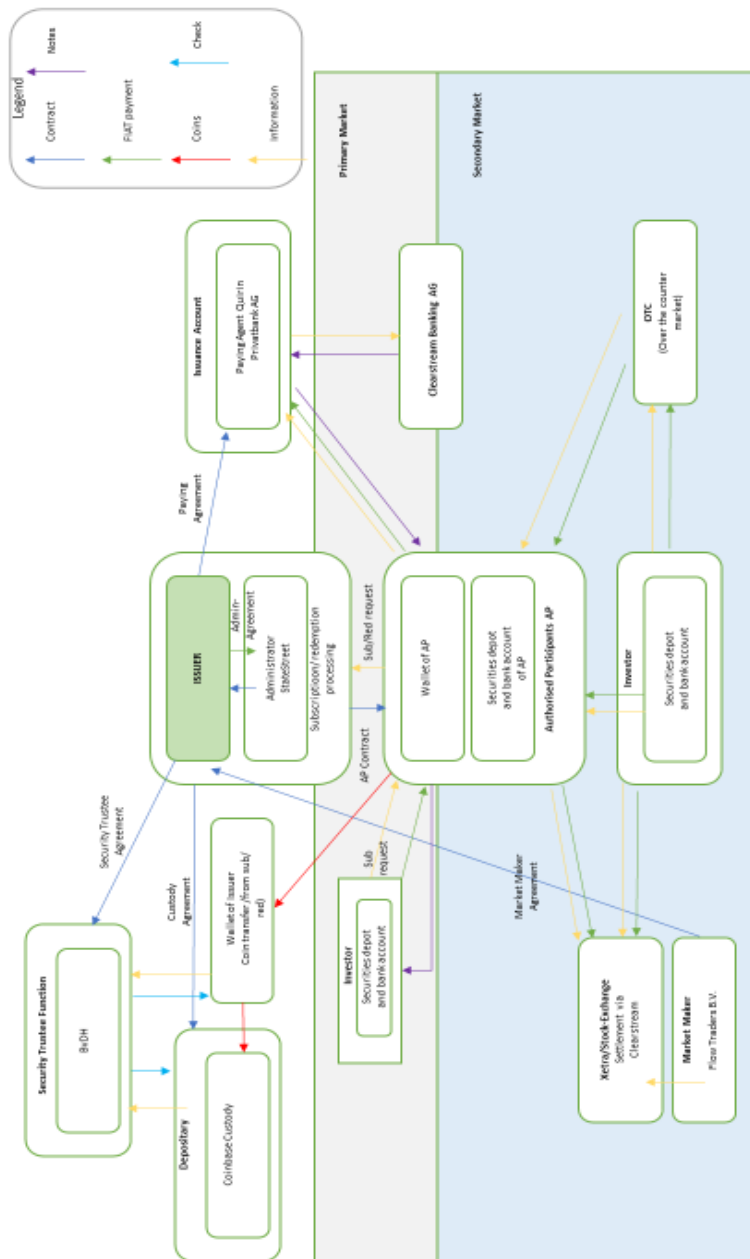 Legend
Contract
Notes
FIAT payment
Coins
Check
Information
Security Trustee Function
BvDH
Depositary
Coinbase Custody
Security Trustee
Agreement
Custody
Agreement
Wallet of Issuer
Coin transfer /from sub/
red)
ISSUER
Admin-
Agreement
Administrator
StateStreet
Subscriptioon/redemption
processing
Paying
Agreement
Issuance Account
Paying Agent Quirin
Privatbank AG
Primary Market
Investor
Securities depot
and bank account
Sub
request
AP Contract
Sub/Red request
Wallet of AP
Securities depot
and bank account
of AP
Authorised Participants AP
Clearstream Banking AG
Secondary Market
Market Maker
Agreement
Xetra/Stock-Exchange
Settlement via
Clearstream
Market Maker
Flow Traders B.V.
Investor
Securities depot
and bank account
OTC
(Over the counter
market)